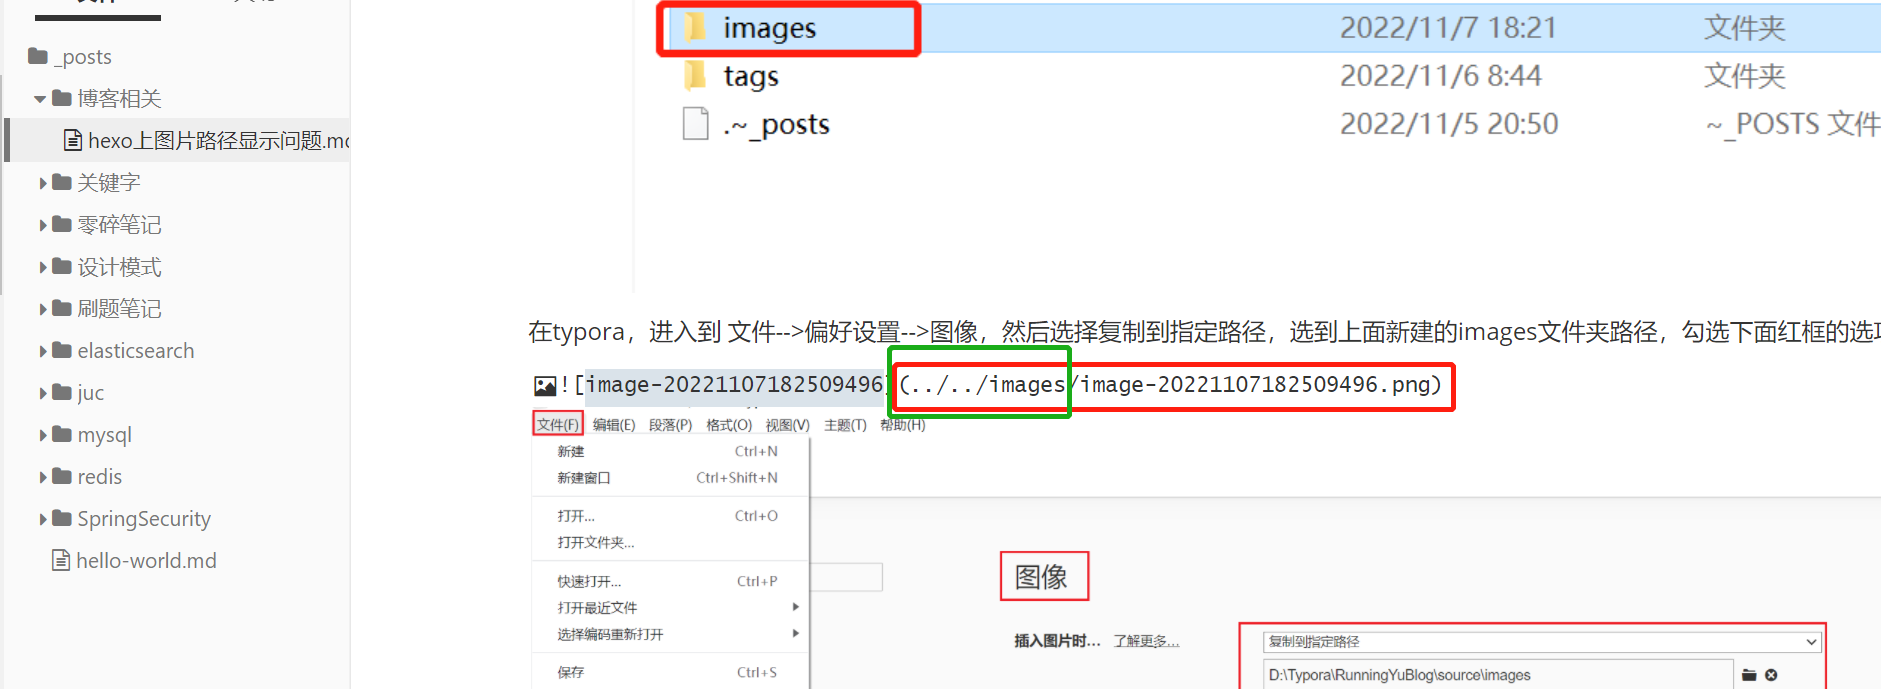 _posts
博客相关
hexo上图片路径显示问题.mc
关键字
零碎笔记
设计模式
刷题笔记
elasticsearch
juc
mysql
redis
SpringSecurity
hello-world.md
images 2022/11/7 18:21 文件夹
tags 2022/11/6 8:44 文件夹
.~_posts 2022/11/5 20:50 ~_POSTS 文件
在typora，进入到 文件-->偏好设置-->图像，然后选择复制到指定路径，选到上面新建的images文件夹路径，勾选下面红框的选项
![image-20221107182509496](../../images/image-20221107182509496.png)
文件(F) 编辑(E) 段落(P) 格式(O) 视图(V) 主题(T) 帮助(H)
新建 Ctrl+N
新建窗口 Ctrl+Shift+N
打开... Ctrl+O
打开文件夹...
快速打开... Ctrl+P
打开最近文件
选择编码重新打开
保存 Ctrl+S
图像
插入图片时... 了解更多...
复制到指定路径
D:\Typora\RunningYuBlog\source\images